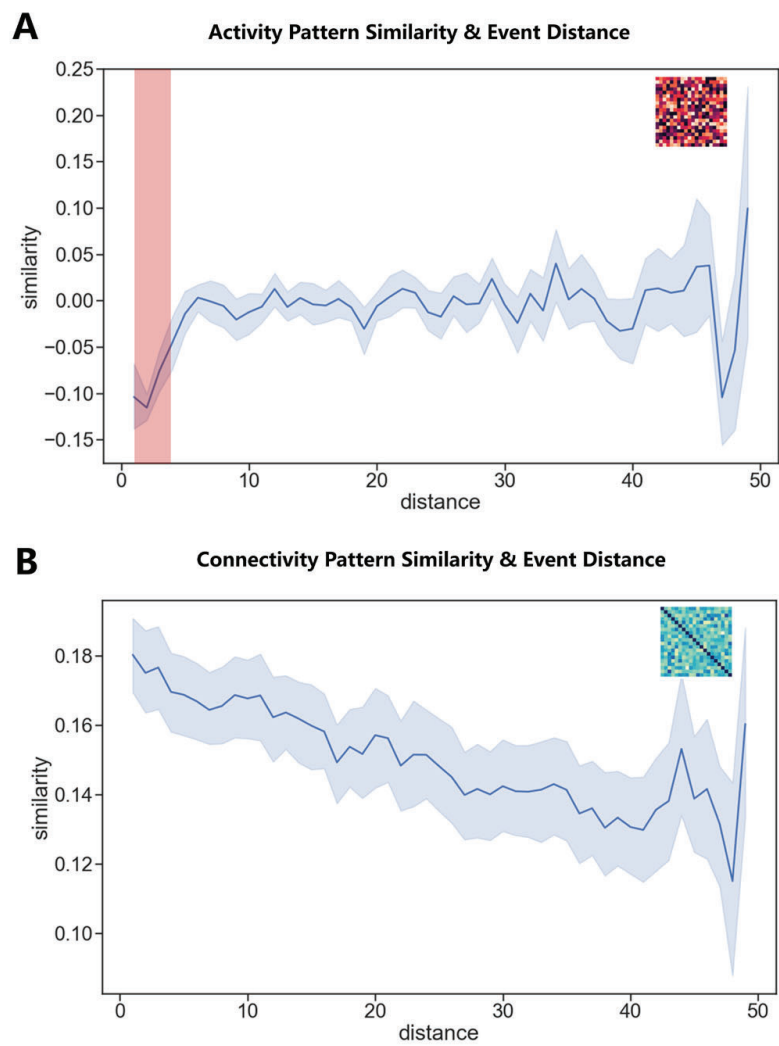 A
Activity Pattern Similarity & Event Distance
0.25
0.20
0.15
0.10
0.05
0.00
−0.05
−0.10
−0.15
similarity
0 10 20 30 40 50
distance
B
Connectivity Pattern Similarity & Event Distance
0.18
0.16
0.14
0.12
0.10
similarity
0 10 20 30 40 50
distance